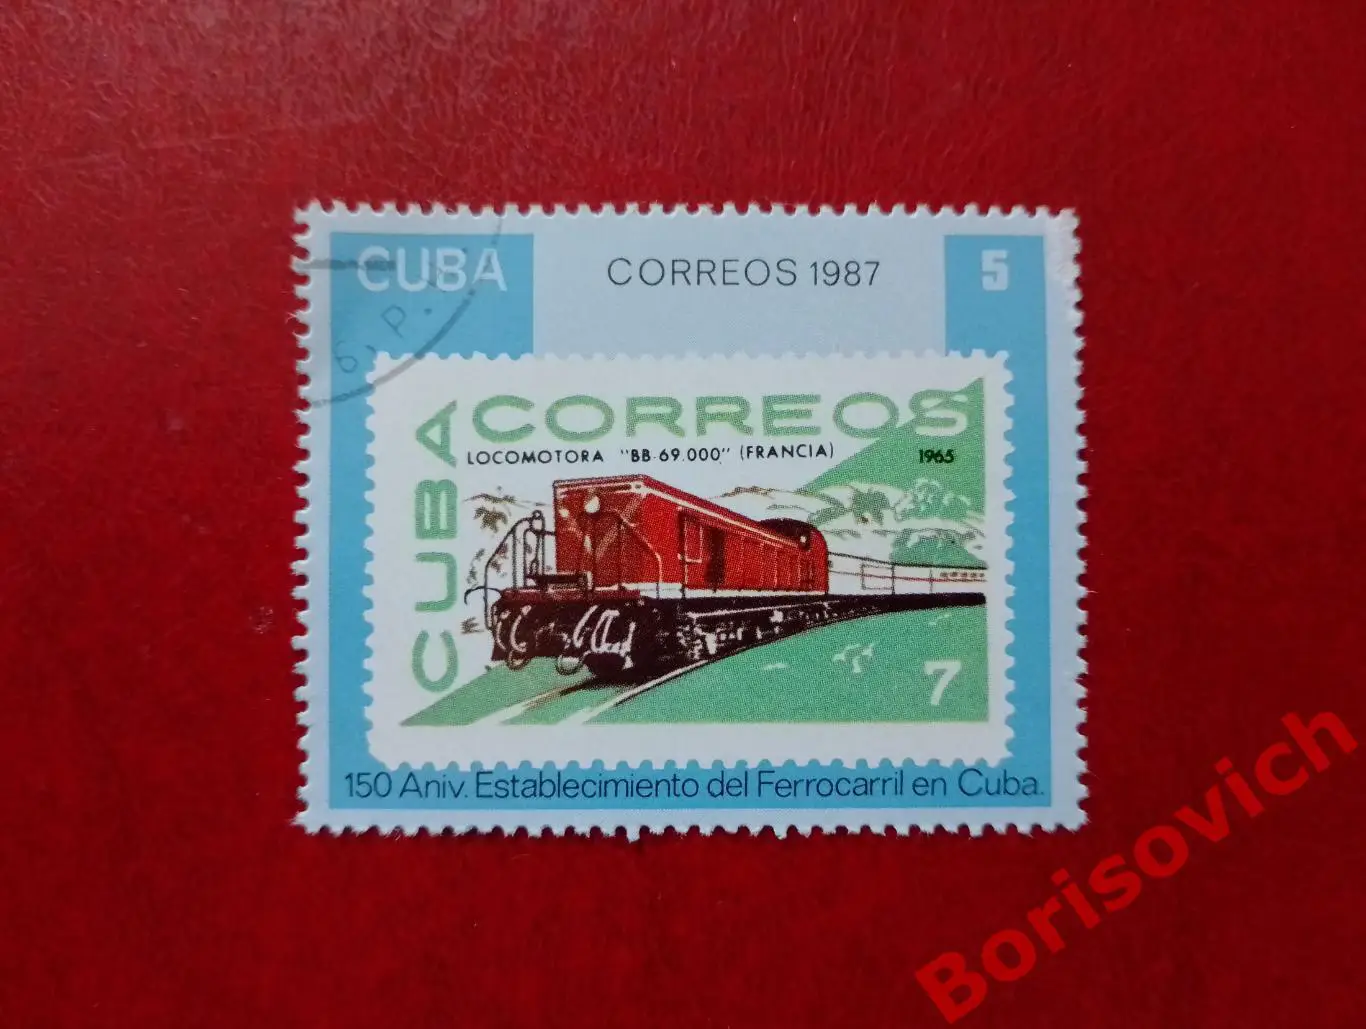 CUBA
CORREOS 1987
5
6. P.
CORREOS
CUBA
LOCOMOTORA "BB-69.000" (FRANCIA)
1965
7
150 Aniv. Establecimiento del Ferrocarril en Cuba.
Borisovich